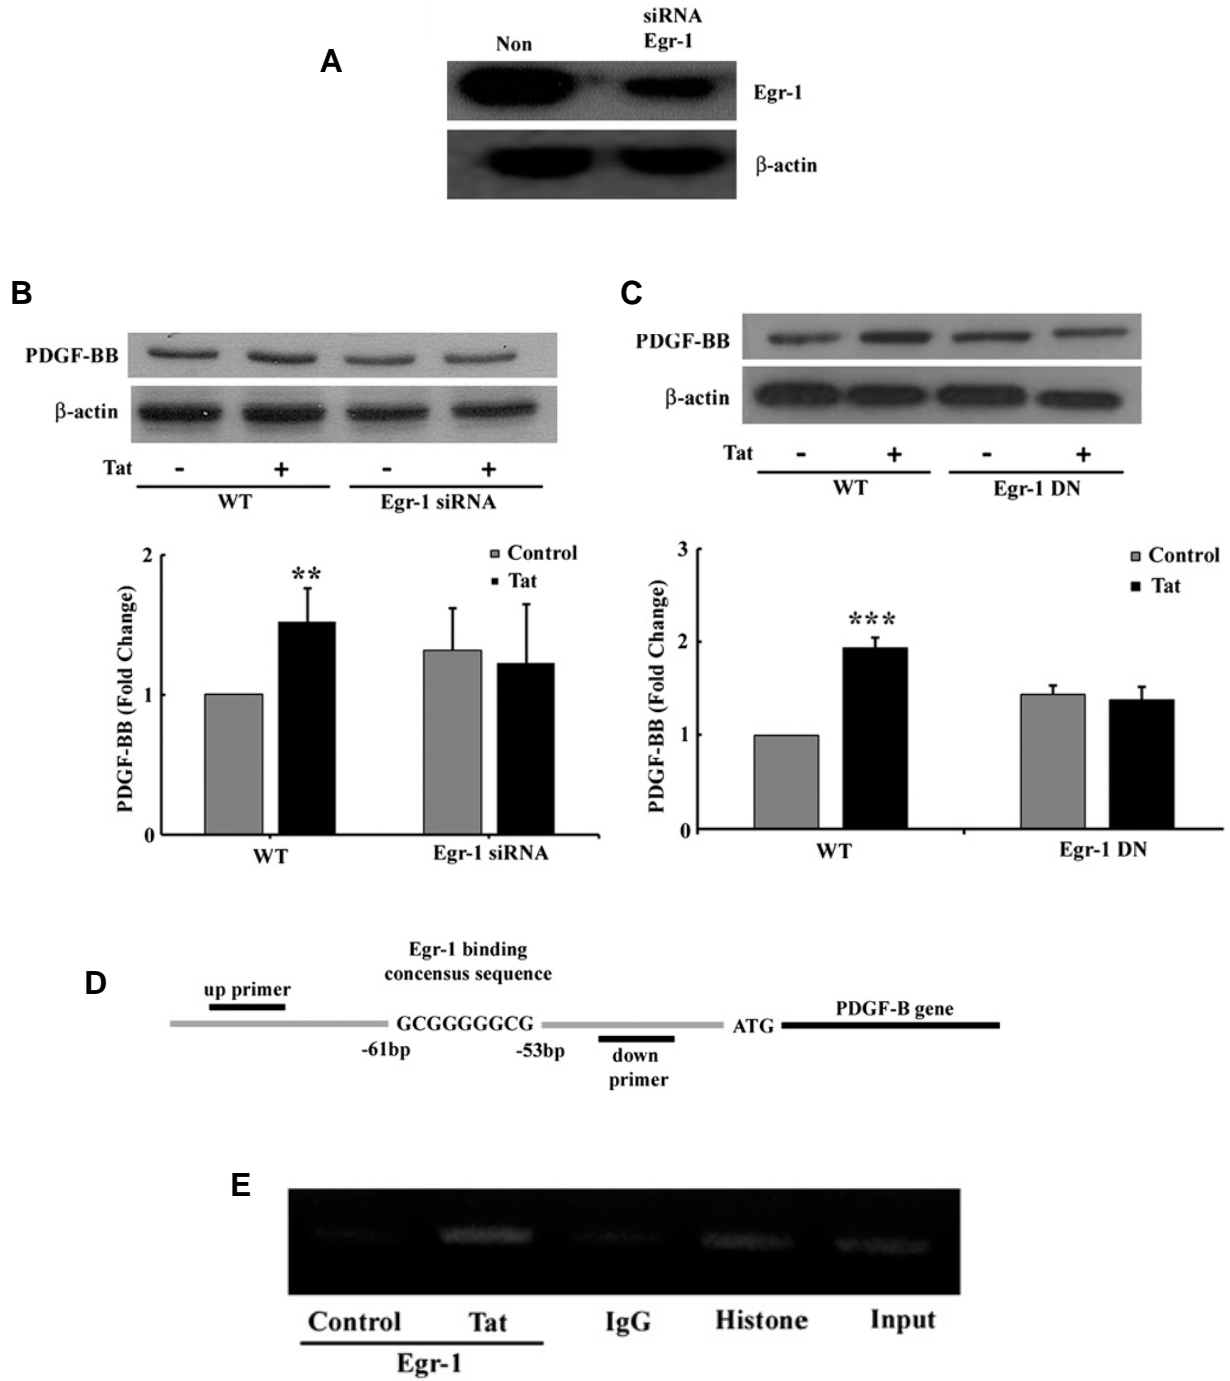 A
Non
siRNA
Egr-1
Egr-1
β-actin
B
PDGF-BB
β-actin
Tat - + - +
WT Egr-1 siRNA
2
1
0
PDGF-BB (Fold Change)
**
Control
Tat
WT Egr-1 siRNA
C
PDGF-BB
β-actin
Tat - + - +
WT Egr-1 DN
3
2
1
0
PDGF-BB (Fold Change)
***
Control
Tat
WT Egr-1 DN
D
Egr-1 binding
concensus sequence
up primer
GCGGGGGCG
ATG
PDGF-B gene
-61bp -53bp
down
primer
E
Control Tat IgG Histone Input
Egr-1